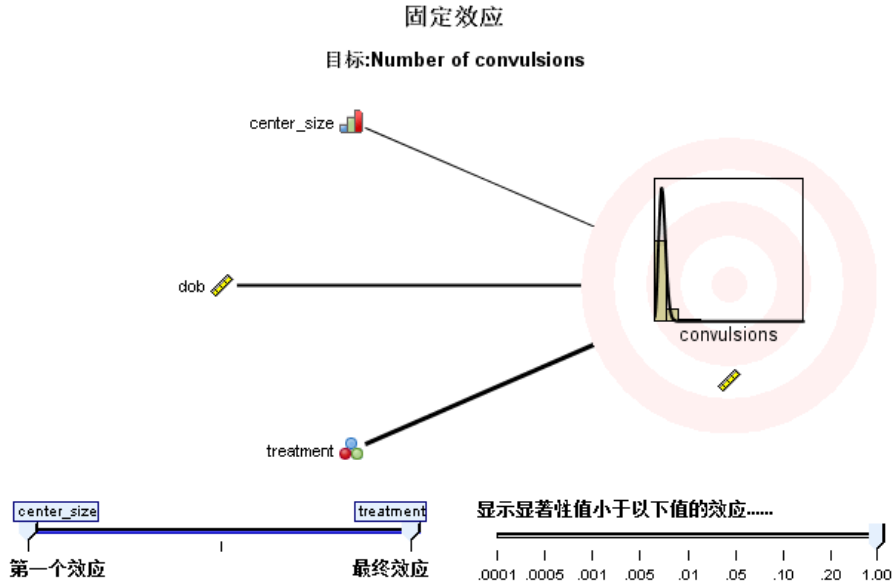 固定效应
目标:Number of convulsions
center_size
dob
convulsions
treatment
center_size
treatment
第一个效应
最终效应
显示显著性值小于以下值的效应......
.0001 .0005 .001 .005 .01 .05 .10 .20 1.00